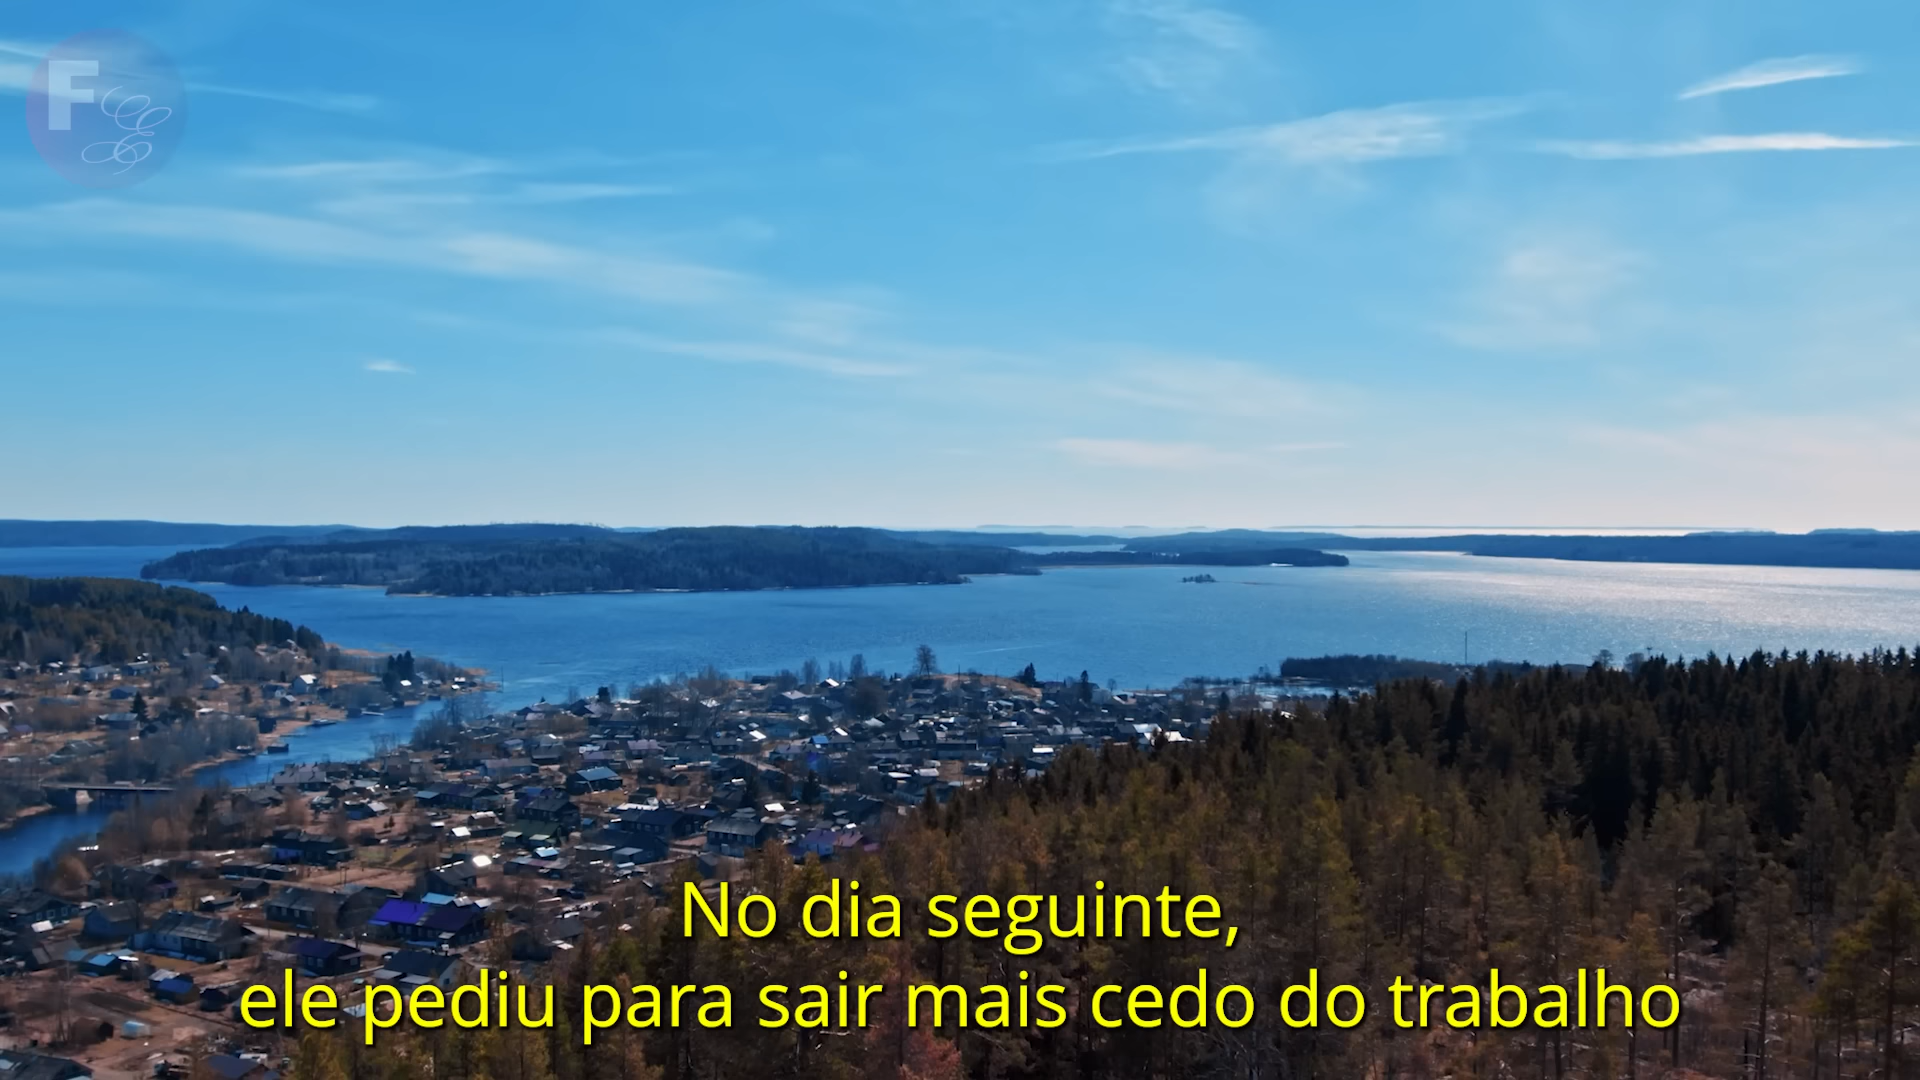 F
No dia seguinte,
ele pediu para sair mais cedo do trabalho